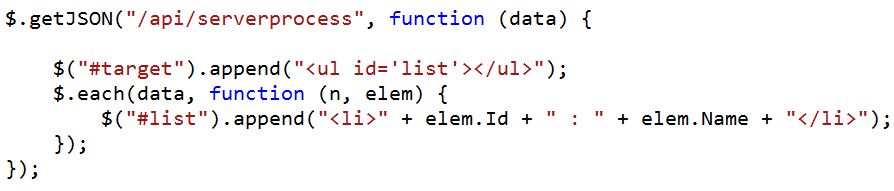 $.getJSON("/api/serverprocess", function (data) {
    $("#target").append("<ul id='list'></ul>");
    $.each(data, function (n, elem) {
        $("#list").append("<li>" + elem.Id + " : " + elem.Name + "</li>");
    });
});